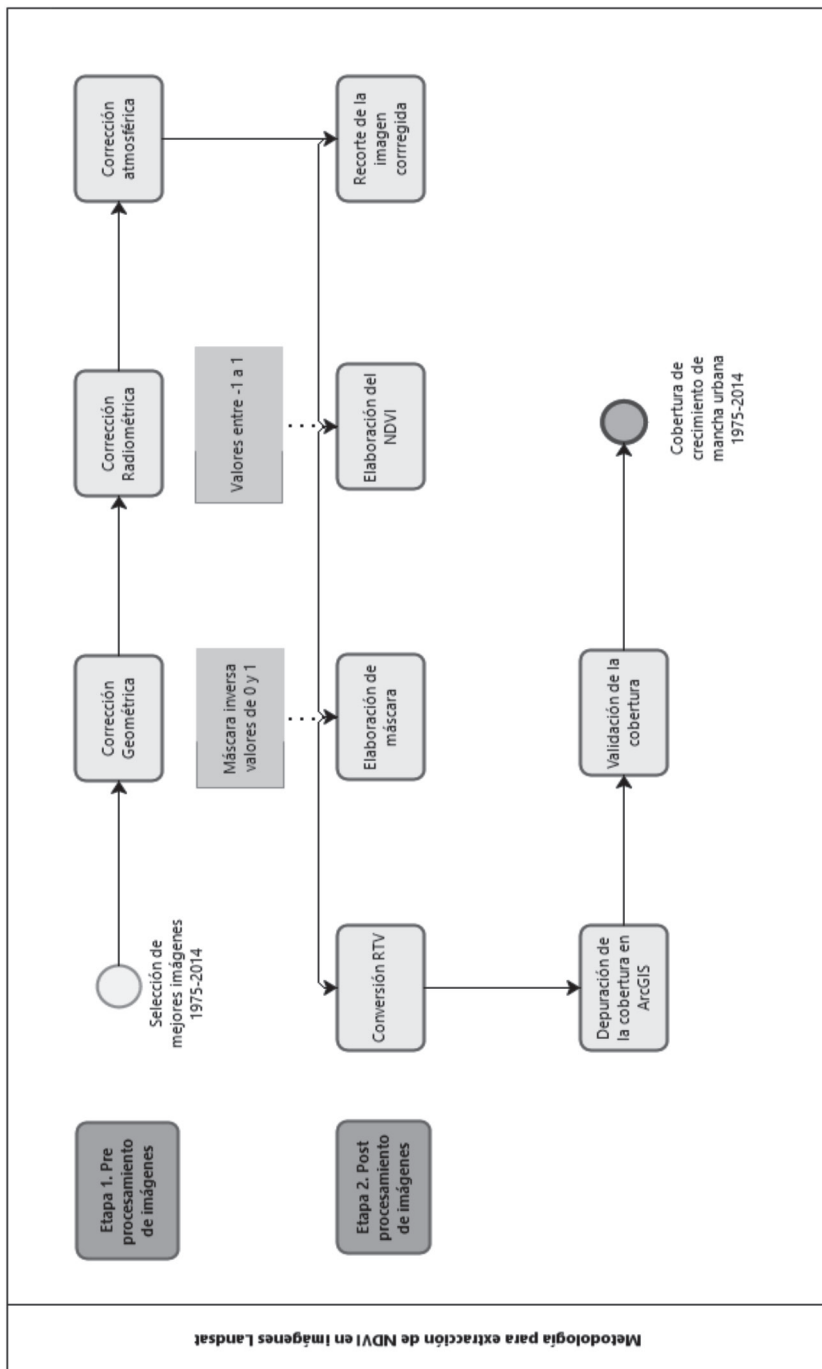 Metodología para extracción de NDVI en imágenes Landsat
Etapa 1. Pre
procesamiento
de imágenes
Selección de
mejores imágenes
1975-2014
Corrección
Geométrica
Corrección
Radiométrica
Corrección
atmosférica
Máscara inversa
valores de 0 y 1
Valores entre -1 a 1
Etapa 2. Post
procesamiento
de imágenes
Conversión RTV
Elaboración de
máscara
Elaboración del
NDVI
Recorte de la
imagen
corrregida
Depuración de
la cobertura en
ArcGIS
Validación de la
cobertura
Cobertura de
crecimiento de
mancha urbana
1975-2014